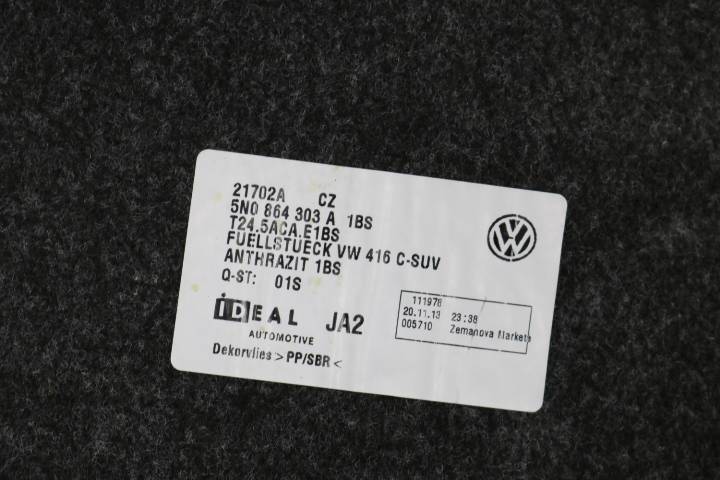 21702A CZ
5N0 864 303 A 1BS
T24.5ACA.E1BS
FUELLSTUECK VW 416 C-SUV
ANTHRAZIT 1BS
Q-ST: 01S
IDEAL JA2
AUTOMOTIVE
Dekorvlies >PP/SBR<
VW
111978
20.11.13 23:38
005710 Zemanova Marketa